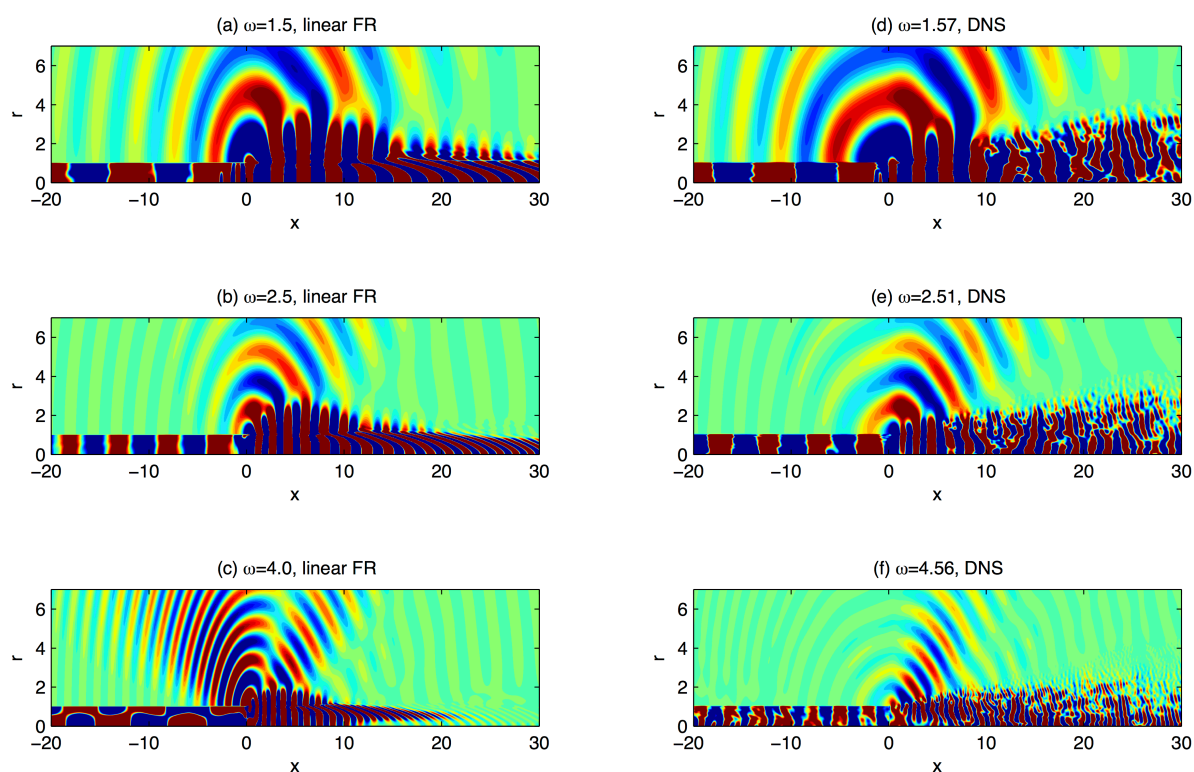 (a) ω=1.5, linear FR
6
4
2
0
r
−20 −10 0 10 20 30
x
(d) ω=1.57, DNS
6
4
2
0
r
−20 −10 0 10 20 30
x
(b) ω=2.5, linear FR
6
4
2
0
r
−20 −10 0 10 20 30
x
(e) ω=2.51, DNS
6
4
2
0
r
−20 −10 0 10 20 30
x
(c) ω=4.0, linear FR
6
4
2
0
r
−20 −10 0 10 20 30
x
(f) ω=4.56, DNS
6
4
2
0
r
−20 −10 0 10 20 30
x